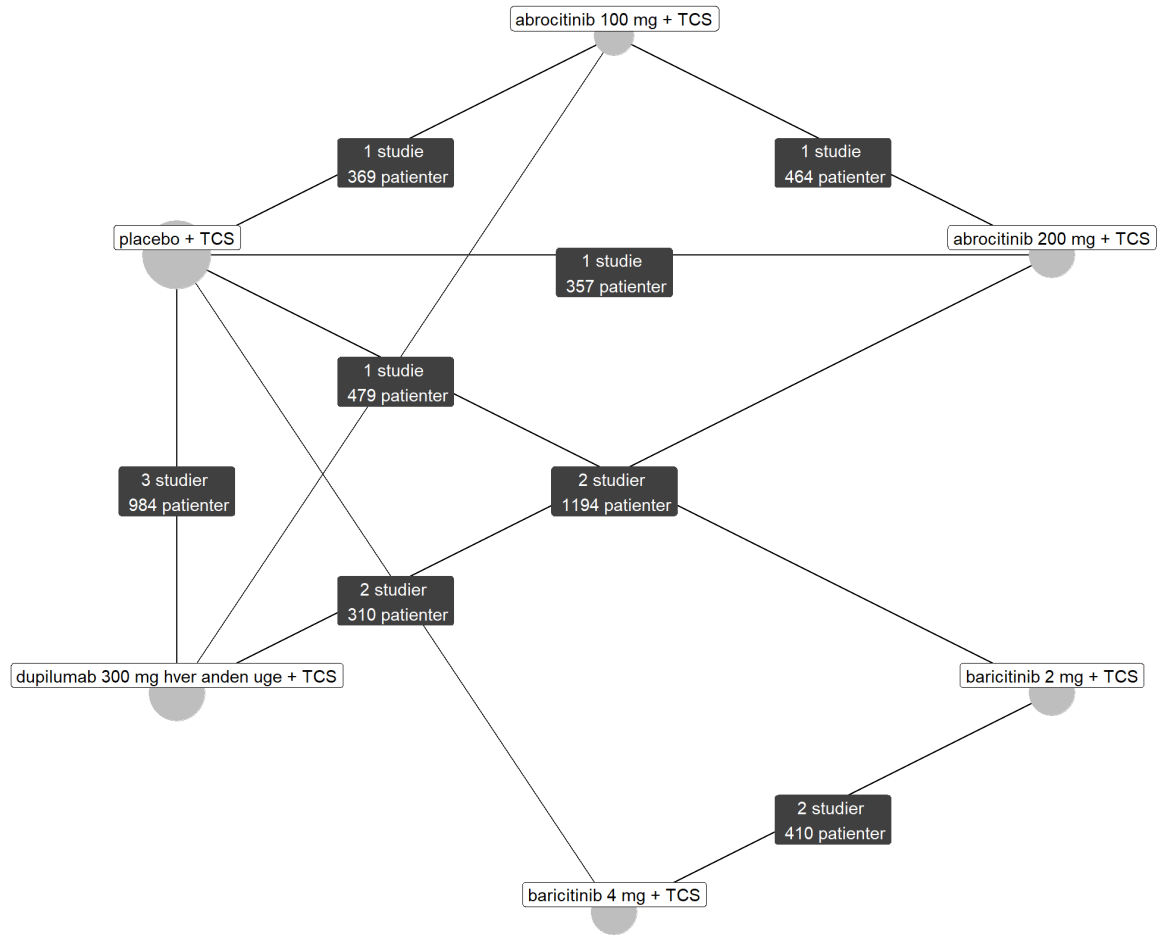 abrocitinib 100 mg + TCS
1 studie
369 patienter
1 studie
464 patienter
placebo + TCS
abrocitinib 200 mg + TCS
1 studie
357 patienter
1 studie
479 patienter
3 studier
984 patienter
2 studier
1194 patienter
2 studier
310 patienter
dupilumab 300 mg hver anden uge + TCS
baricitinib 2 mg + TCS
2 studier
410 patienter
baricitinib 4 mg + TCS